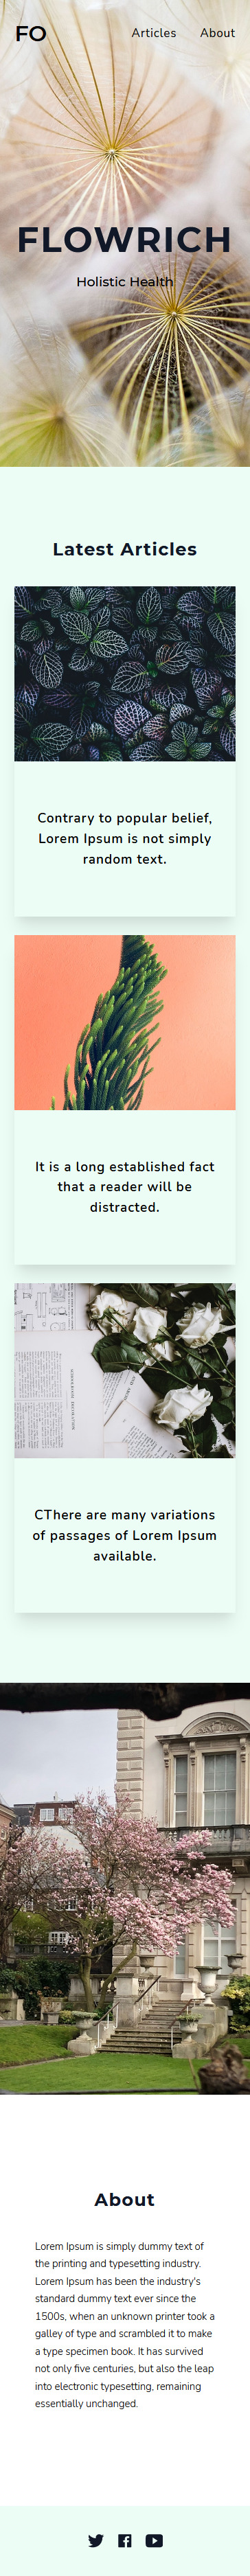 FO Articles About
FLOWRICH
Holistic Health
Latest Articles
Contrary to popular belief,
Lorem Ipsum is not simply
random text.
It is a long established fact
that a reader will be
distracted.
CThere are many variations
of passages of Lorem Ipsum
available.
About
Lorem Ipsum is simply dummy text of
the printing and typesetting industry.
Lorem Ipsum has been the industry's
standard dummy text ever since the
1500s, when an unknown printer took a
galley of type and scrambled it to make
a type specimen book. It has survived
not only five centuries, but also the leap
into electronic typesetting, remaining
essentially unchanged.